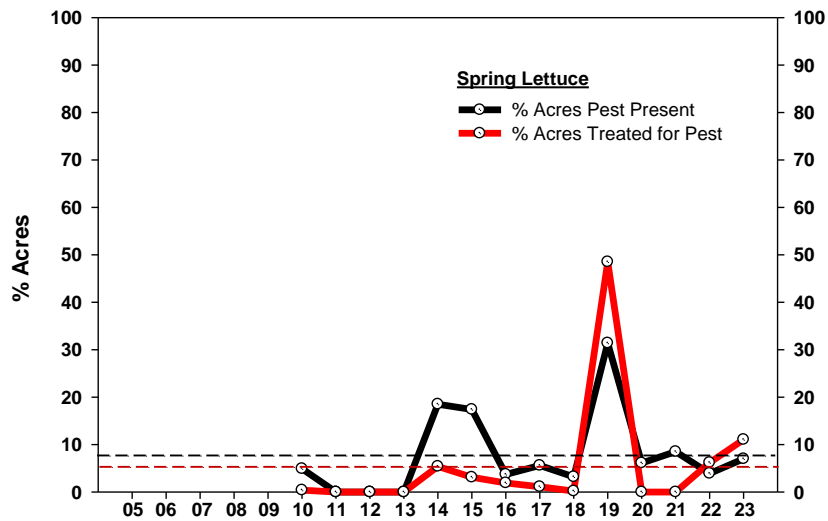 100 100
90 90
80 80
70 70
60 60
50 50
40 40
30 30
20 20
10 10
0 0
% Acres
Spring Lettuce
% Acres Pest Present
% Acres Treated for Pest
05 06 07 08 09 10 11 12 13 14 15 16 17 18 19 20 21 22 23